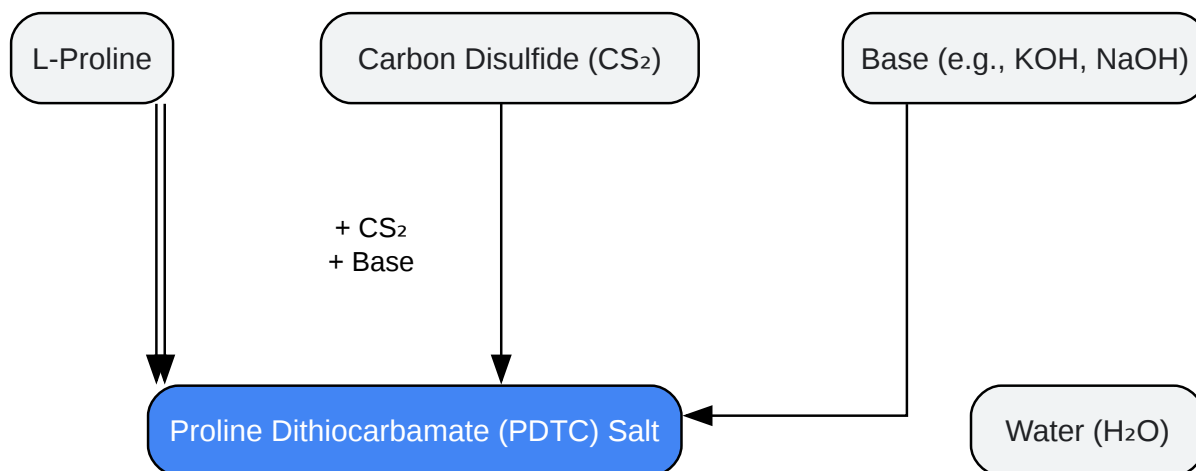 L-Proline
Carbon Disulfide (CS₂)
Base (e.g., KOH, NaOH)
+ CS₂
+ Base
Proline Dithiocarbamate (PDTC) Salt
Water (H₂O)